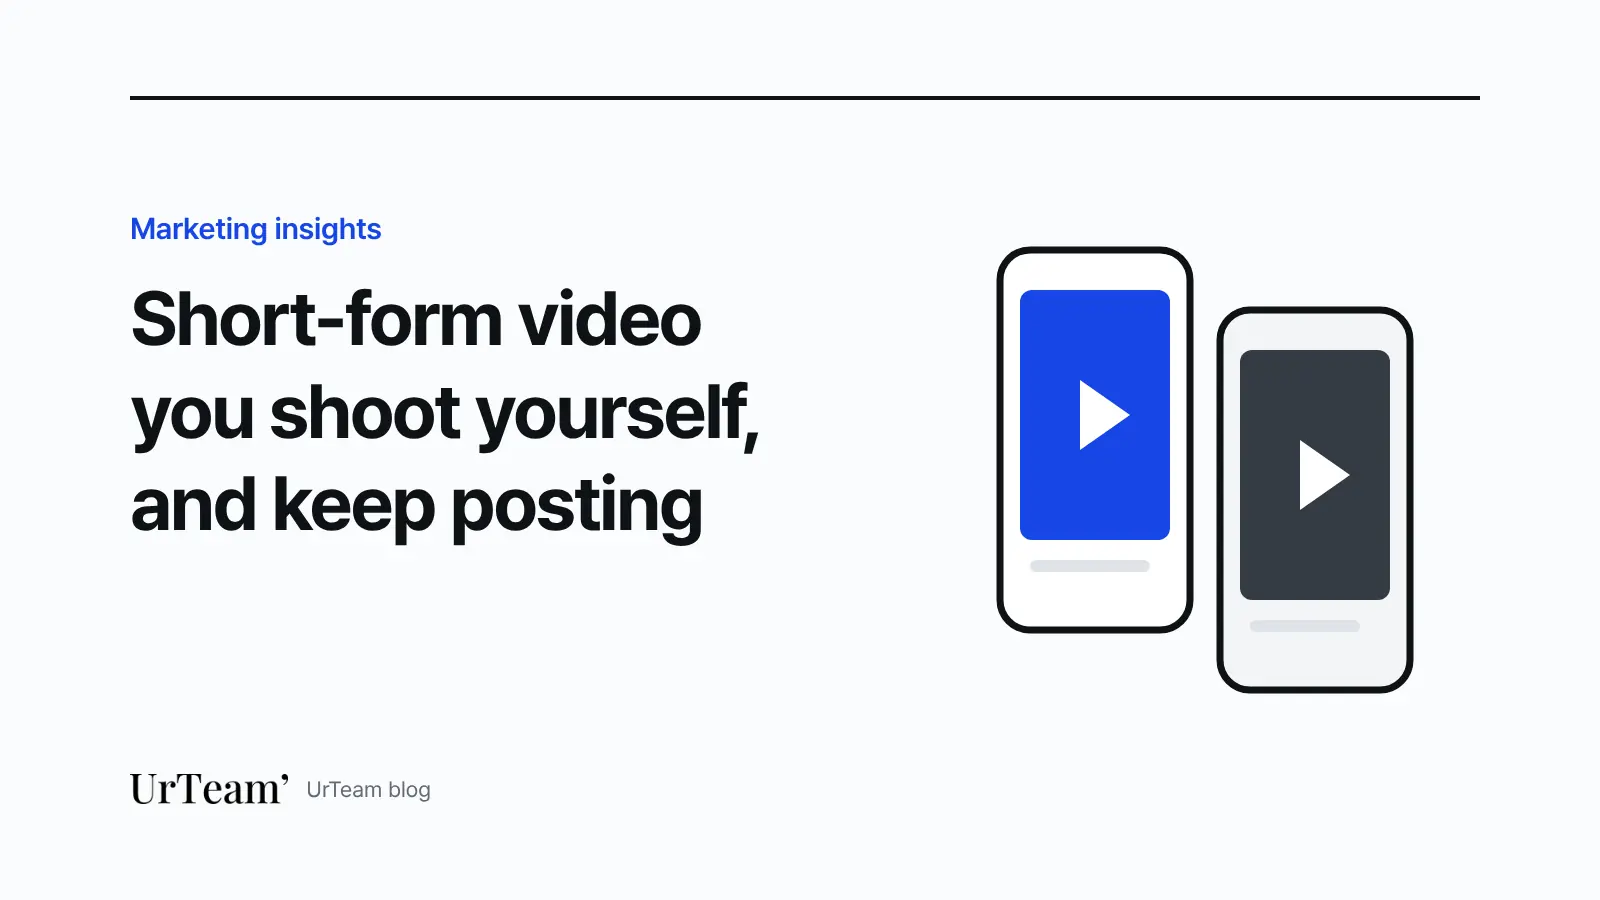 Marketing insights
Short-form video
you shoot yourself,
and keep posting
UrTeam’ UrTeam blog